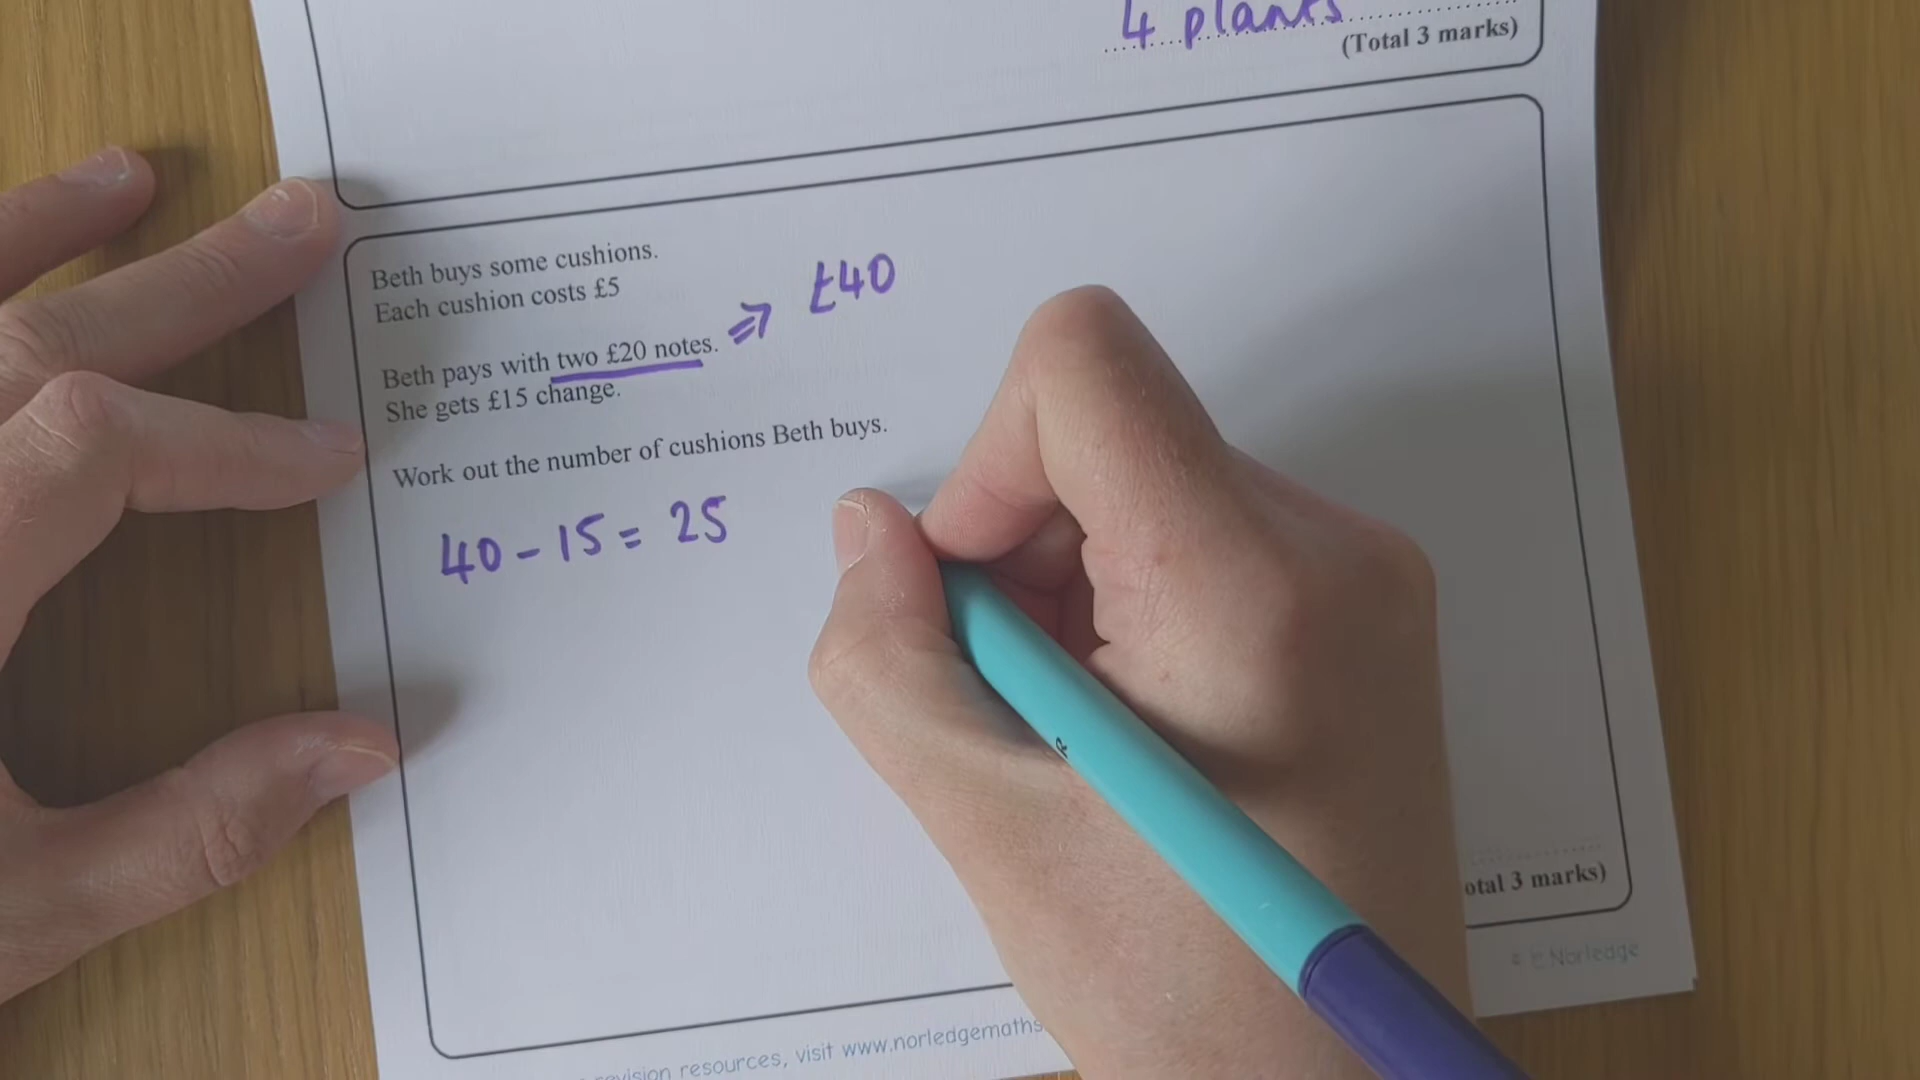 4 plants
(Total 3 marks)
Beth buys some cushions.
Each cushion costs £5
Beth pays with two £20 notes. ⇒ £40
She gets £15 change.
Work out the number of cushions Beth buys.
40 - 15 = 25
otal 3 marks)
Norledge
revision resources, visit www.norledgemaths